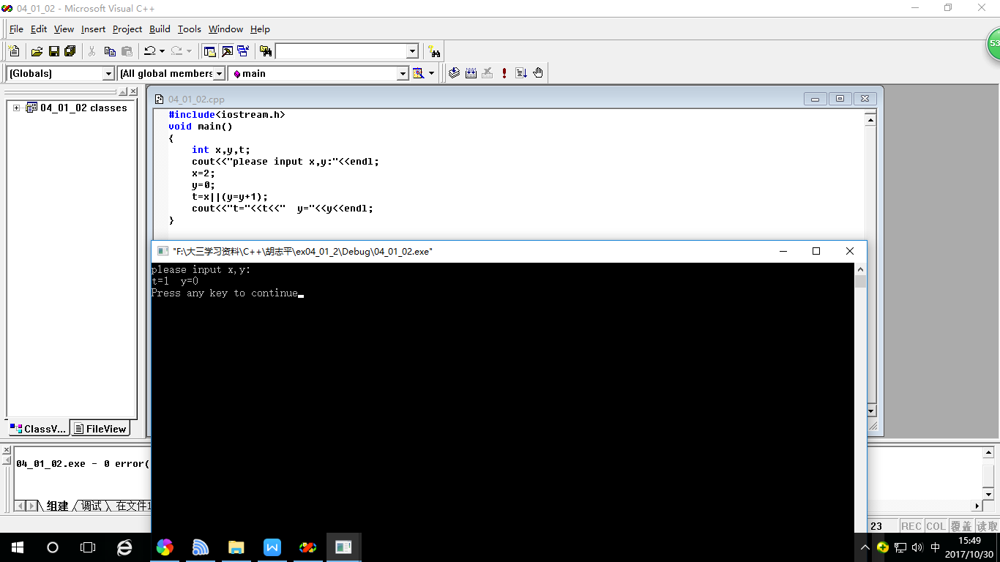 04_01_02 - Microsoft Visual C++
File Edit View Insert Project Build Tools Window Help
53
(Globals) (All global members main
04_01_02 classes
04_01_02.cpp
#include<iostream.h>
void main()
{
int x,y,t;
cout<<"please input x,y:"<<endl;
x=2;
y=0;
t=x||(y=y+1);
cout<<"t="<<t<<"  y="<<y<<endl;
}
"F:\大三学习资料\C++\胡志平\ex04_01_2\Debug\04_01_02.exe"
please input x,y:
t=1  y=0
Press any key to continue
ClassV... FileView
04_01_02.exe - 0 error(
组建 调试 在文件1
23 REC COL 覆盖 读取
中 15:49
2017/10/30